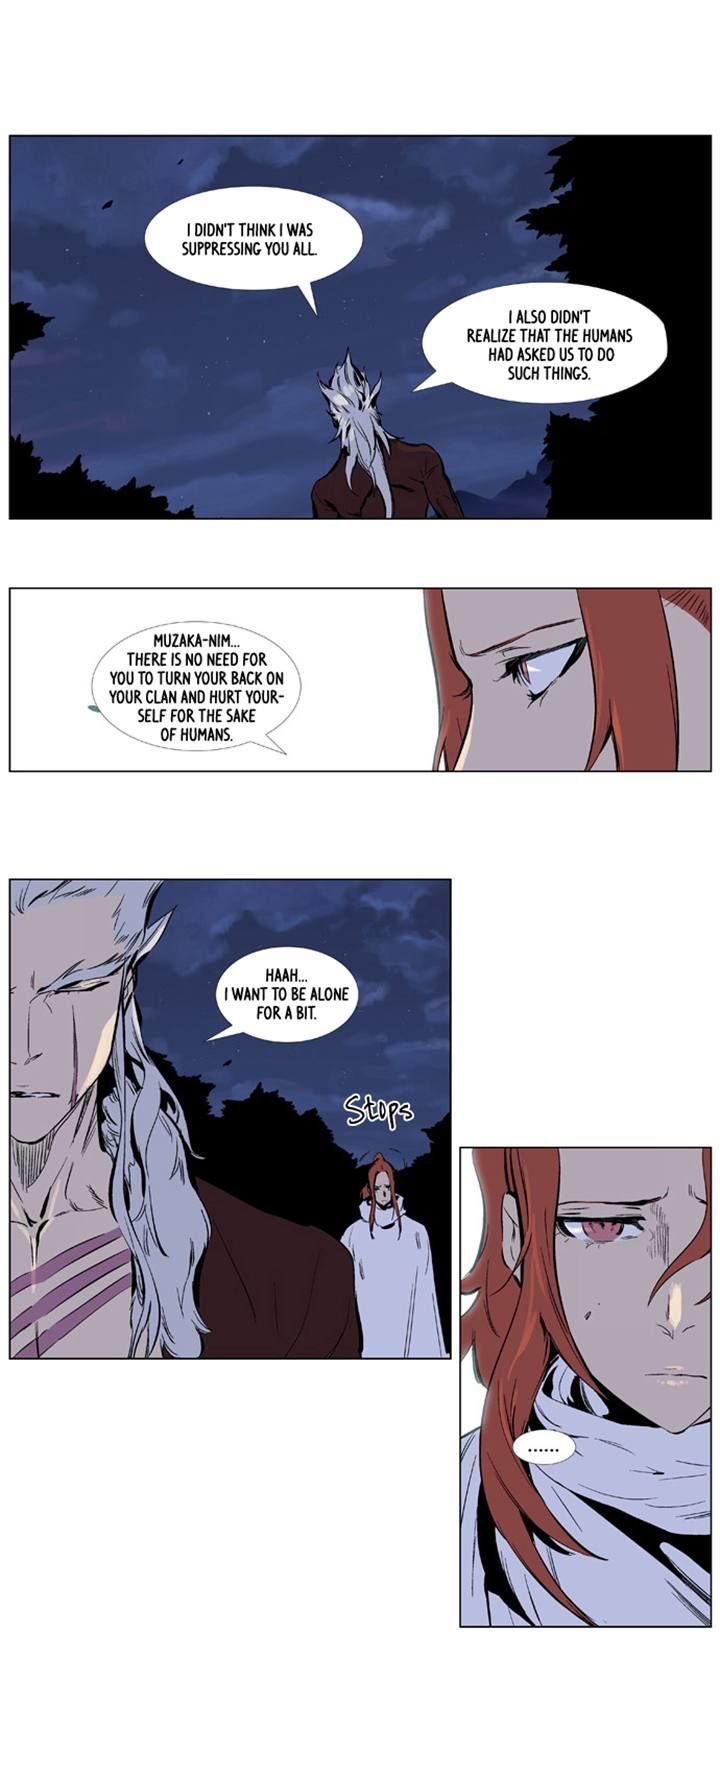 I DIDN'T THINK I WAS
SUPPRESSING YOU ALL.
I ALSO DIDN'T
REALIZE THAT THE HUMANS
HAD ASKED US TO DO
SUCH THINGS.
MUZAKA-NIM...
THERE IS NO NEED FOR
YOU TO TURN YOUR BACK ON
YOUR CLAN AND HURT YOUR-
SELF FOR THE SAKE
OF HUMANS.
HAAH...
I WANT TO BE ALONE
FOR A BIT.
Stops
......